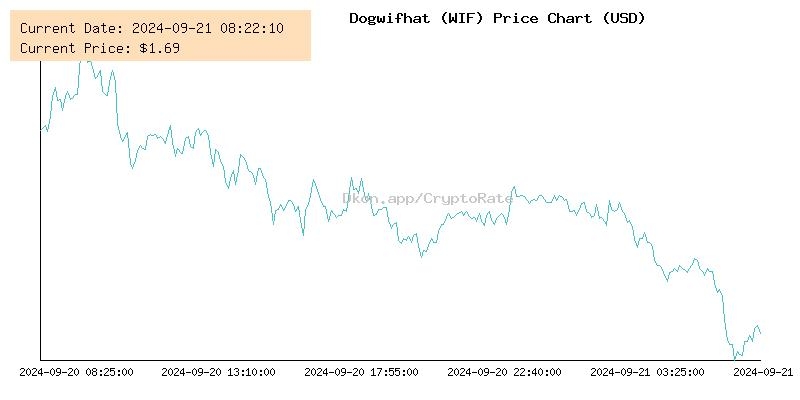 Dogwifhat (WIF) Price Chart (USD)
Current Date: 2024-09-21 08:22:10
Current Price: $1.69
Dkon.app/CryptoRate
2024-09-20 08:25:00
2024-09-20 13:10:00
2024-09-20 17:55:00
2024-09-20 22:40:00
2024-09-21 03:25:00
2024-09-21